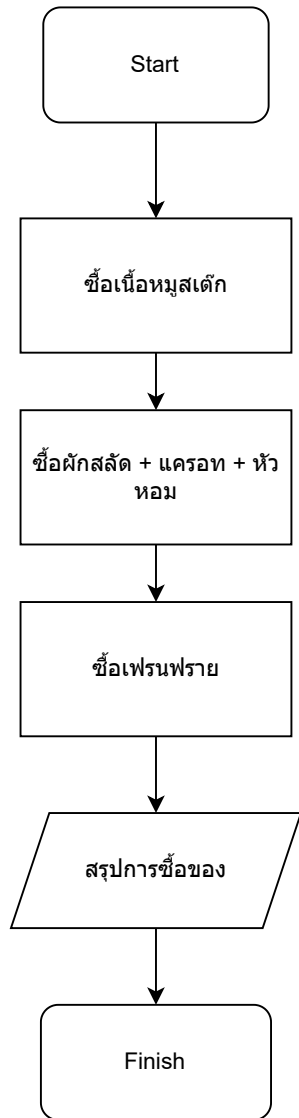 Start
ซื้อเนื้อหมูสเต๊ก
ซื้อผักสลัด + แครอท + หัว
หอม
ซื้อเฟรนฟราย
สรุปการซื้อของ
Finish